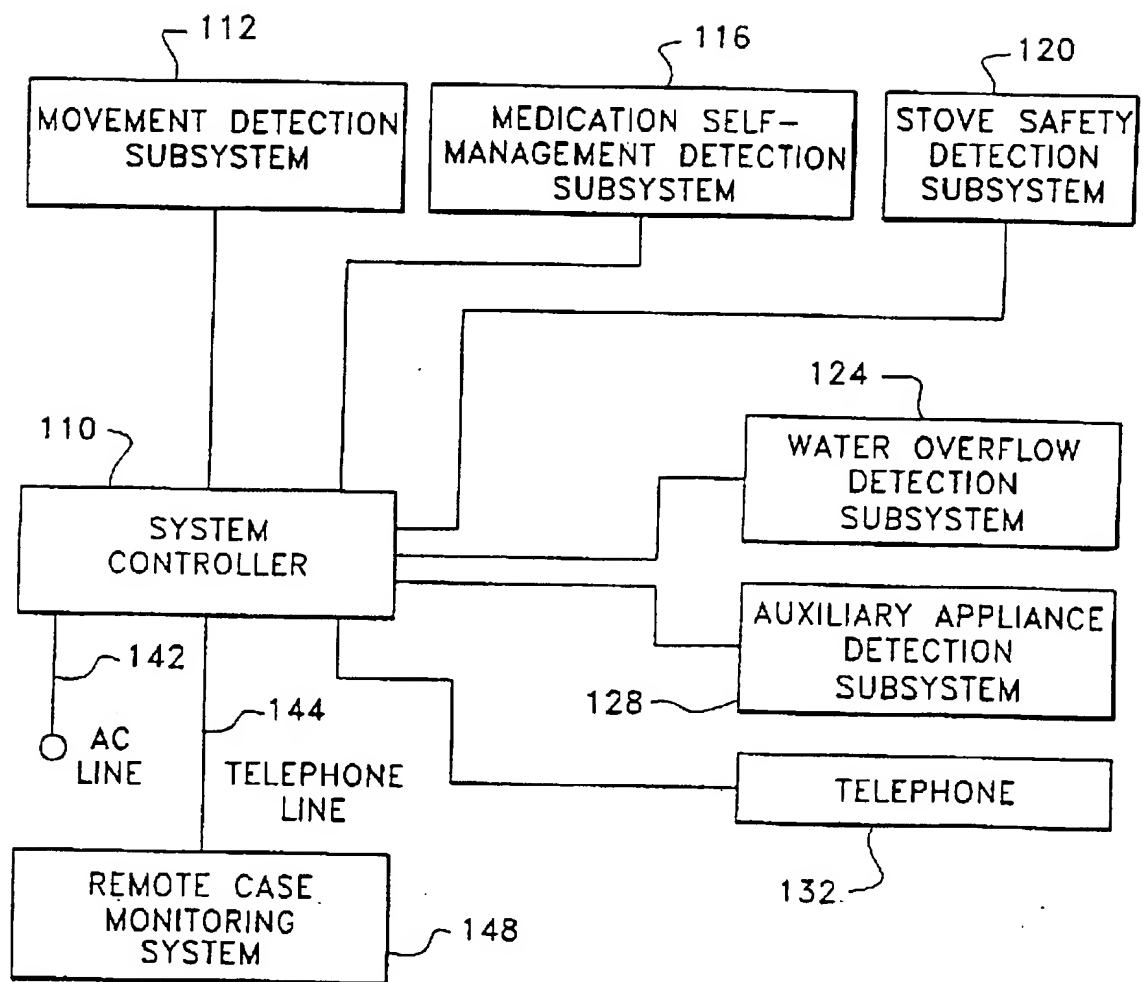 112
116
120
MOVEMENT DETECTION
SUBSYSTEM
MEDICATION SELF-
MANAGEMENT DETECTION
SUBSYSTEM
STOVE SAFETY
DETECTION
SUBSYSTEM
124
WATER OVERFLOW
DETECTION
SUBSYSTEM
110
SYSTEM
CONTROLLER
AUXILIARY APPLIANCE
DETECTION
SUBSYSTEM
128
142
144
AC
LINE
TELEPHONE
LINE
TELEPHONE
132
REMOTE CASE
MONITORING
SYSTEM
148